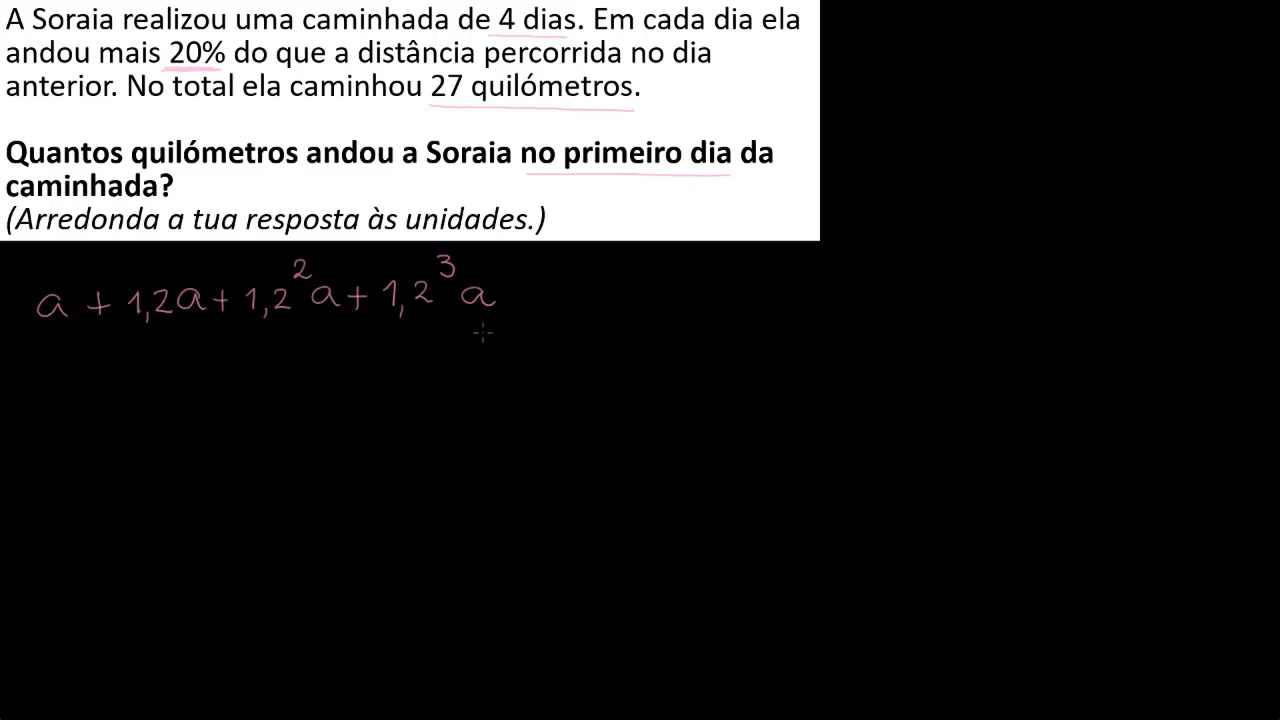 A Soraia realizou uma caminhada de 4 dias. Em cada dia ela
andou mais 20% do que a distância percorrida no dia
anterior. No total ela caminhou 27 quilómetros.
Quantos quilómetros andou a Soraia no primeiro dia da
caminhada?
(Arredonda a tua resposta às unidades.)
a + 1,2a + 1,2²a + 1,2³a